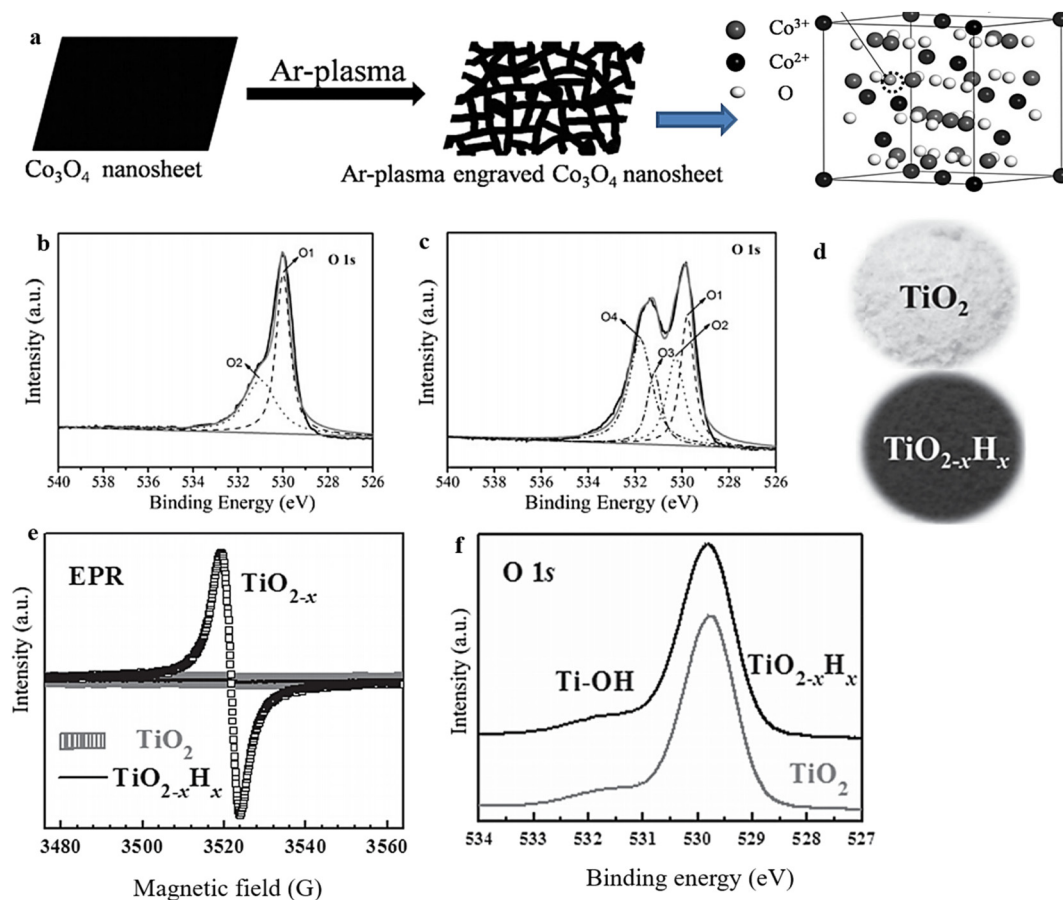 a
Ar-plasma
Co₃O₄ nanosheet
Ar-plasma engraved Co₃O₄ nanosheet
Co³⁺
Co²⁺
O
b
O 1s
O1
O2
Intensity (a.u.)
540 538 536 534 532 530 528 526
Binding Energy (eV)
c
O 1s
O1
O2
O3
O4
Intensity (a.u.)
540 538 536 534 532 530 528 526
Binding Energy (eV)
d
TiO₂
TiO₂₋ₓHₓ
e
EPR
TiO₂₋ₓ
TiO₂
TiO₂₋ₓHₓ
Intensity (a.u.)
3480 3500 3520 3540 3560
Magnetic field (G)
f
O 1s
Ti-OH
TiO₂₋ₓHₓ
TiO₂
Intensity (a.u.)
534 533 532 531 530 529 528 527
Binding energy (eV)